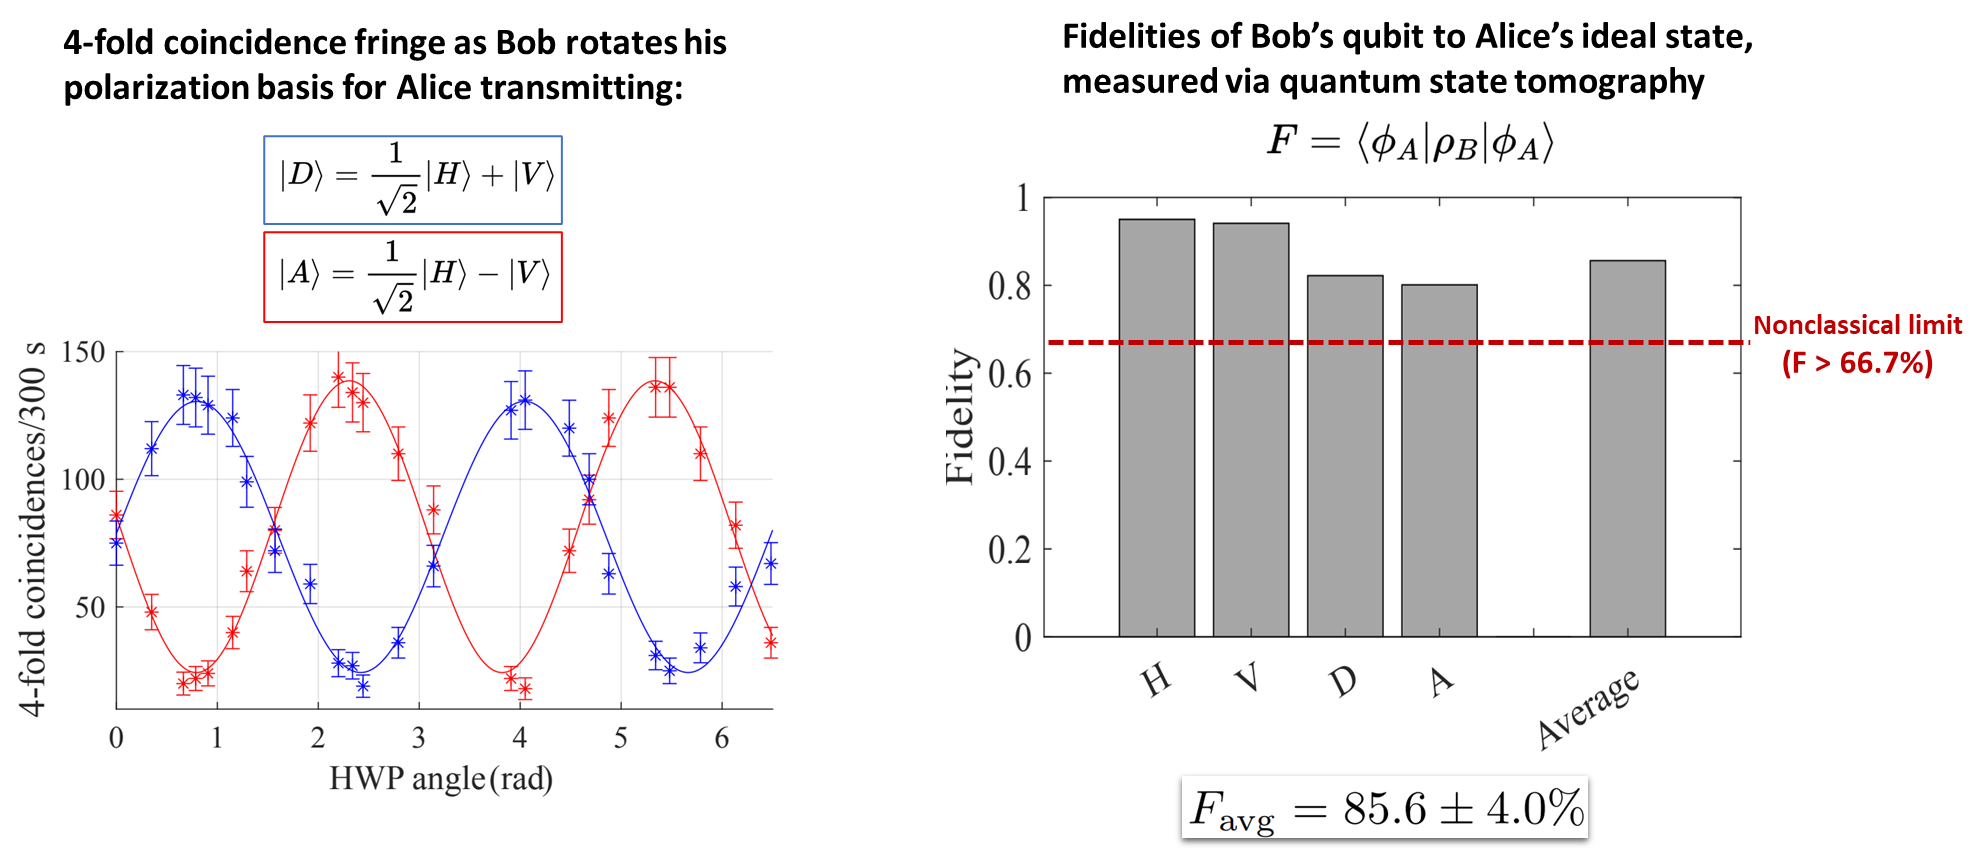 4-fold coincidence fringe as Bob rotates his
polarization basis for Alice transmitting:
|D⟩ = 1/√2 |H⟩ + |V⟩
|A⟩ = 1/√2 |H⟩ − |V⟩
4-fold coincidences/300 s
150
100
50
0 1 2 3 4 5 6
HWP angle (rad)
Fidelities of Bob's qubit to Alice's ideal state,
measured via quantum state tomography
F = ⟨ϕ_A|ρ_B|ϕ_A⟩
Fidelity
1
0.8
0.6
0.4
0.2
0
H V D A Average
Nonclassical limit
(F > 66.7%)
F_avg = 85.6 ± 4.0%